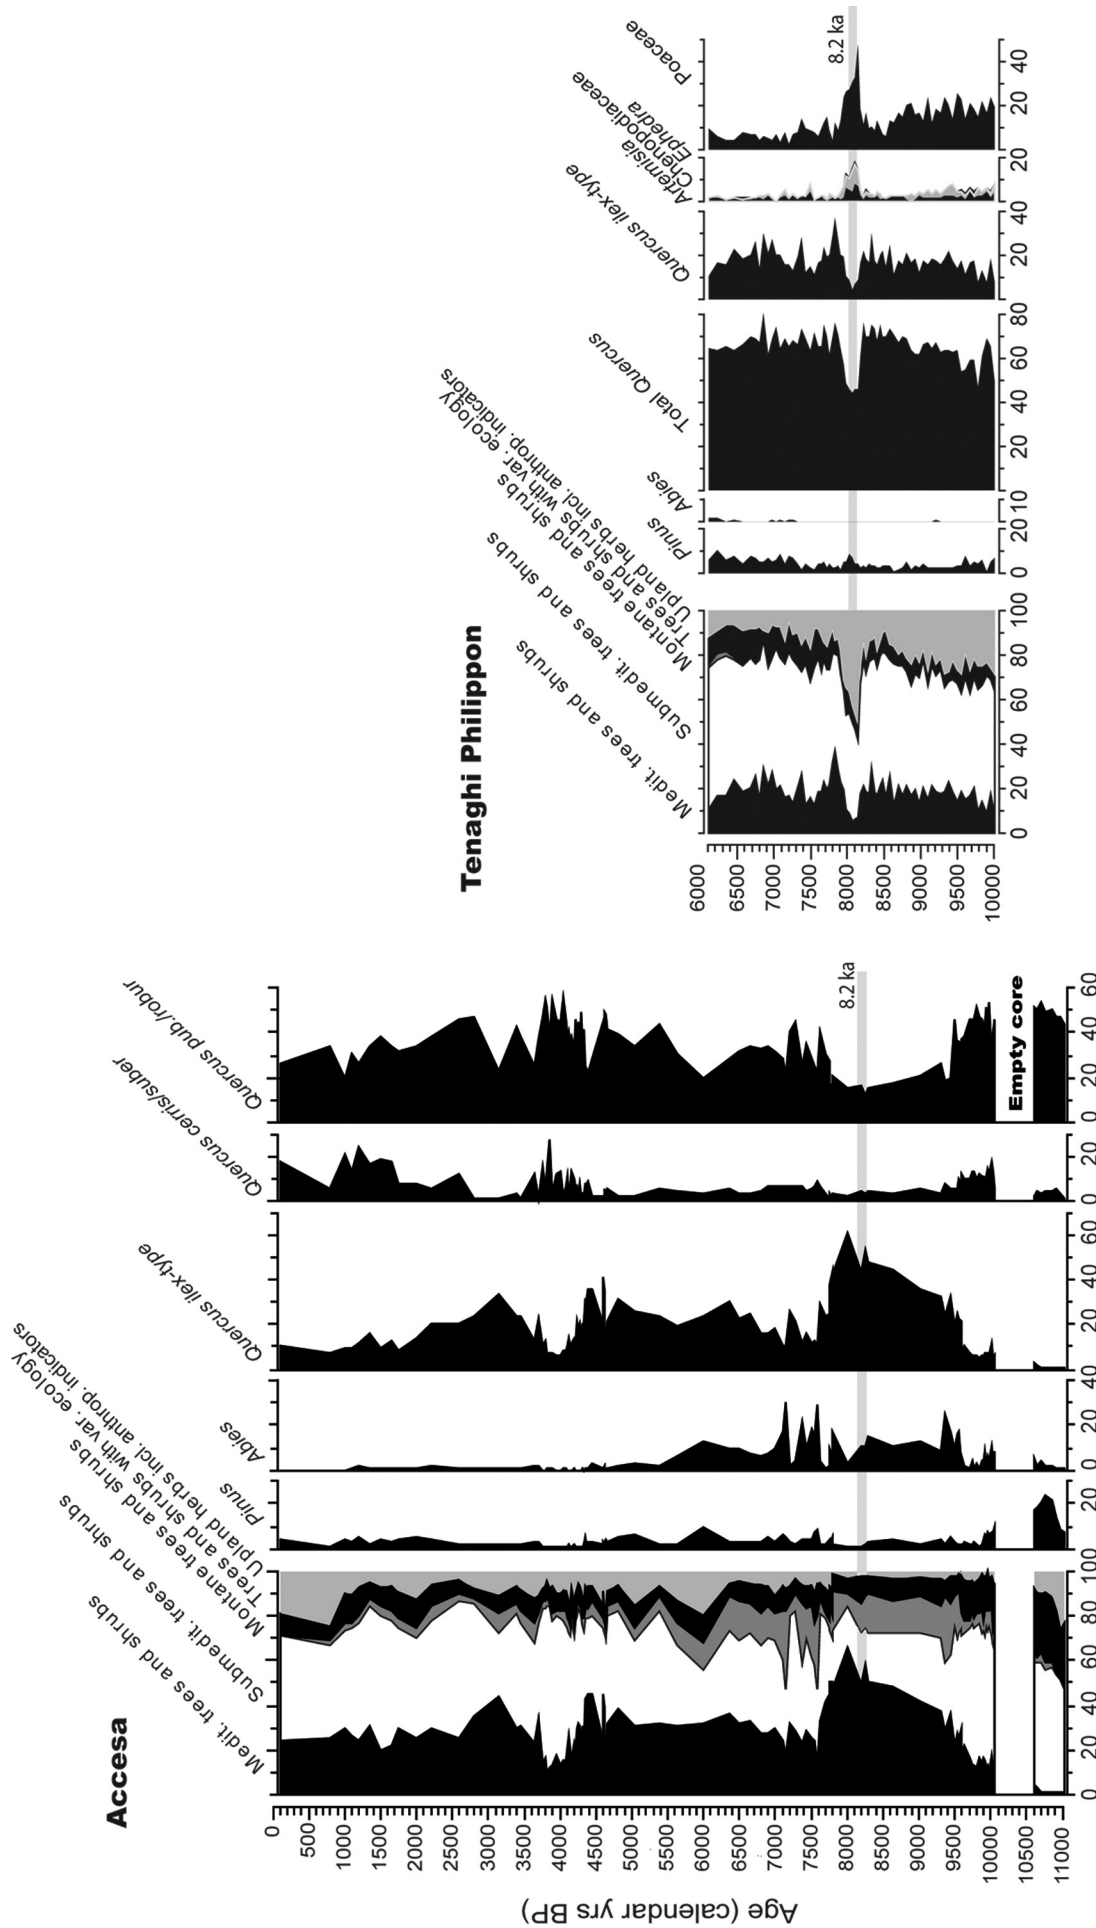 Accesa
Medit. trees and shrubs
Submedit. trees and shrubs
Montane trees and shrubs
Trees and shrubs with var. ecology
Upland herbs incl. anthrop. indicators
Pinus
Abies
Quercus ilex-type
Quercus cerris/suber
Quercus pub./robur
Age (calendar yrs BP)
0
500
1000
1500
2000
2500
3000
3500
4000
4500
5000
5500
6000
6500
7000
7500
8000
8500
9000
9500
10000
10500
11000
8.2 ka
Empty core
0 20 40 60 80 100
0 20
0 20 40
0 20 40 60
0 20
0 20 40 60
Tenaghi Philippon
Medit. trees and shrubs
Submedit. trees and shrubs
Montane trees and shrubs
Trees and shrubs with var. ecology
Upland herbs incl. anthrop. indicators
Pinus
Abies
Total Quercus
Quercus ilex-type
Artemisia
Chenopodiaceae
Ephedra
Poaceae
6000
6500
7000
7500
8000
8500
9000
9500
10000
8.2 ka
0 20 40 60 80 100
0 20
10
20 40 60 80
20 40
0 20
20 40